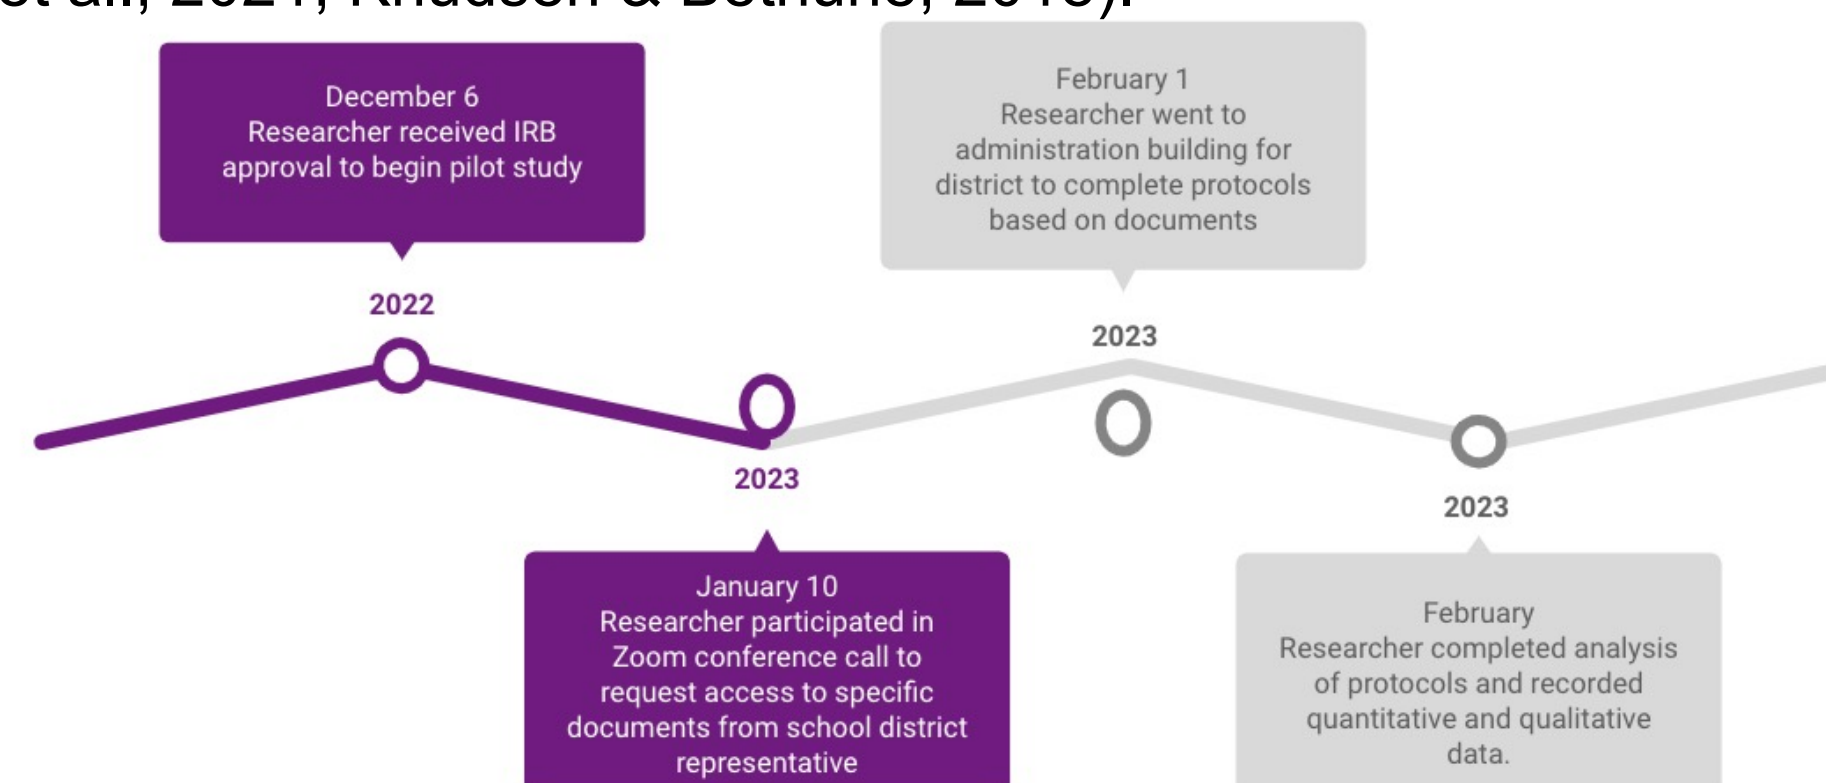 December 6
Researcher received IRB
approval to begin pilot study
2022
2023
January 10
Researcher participated in
Zoom conference call to
request access to specific
documents from school district
representative
February 1
Researcher went to
administration building for
district to complete protocols
based on documents
2023
2023
February
Researcher completed analysis
of protocols and recorded
quantitative and qualitative
data.